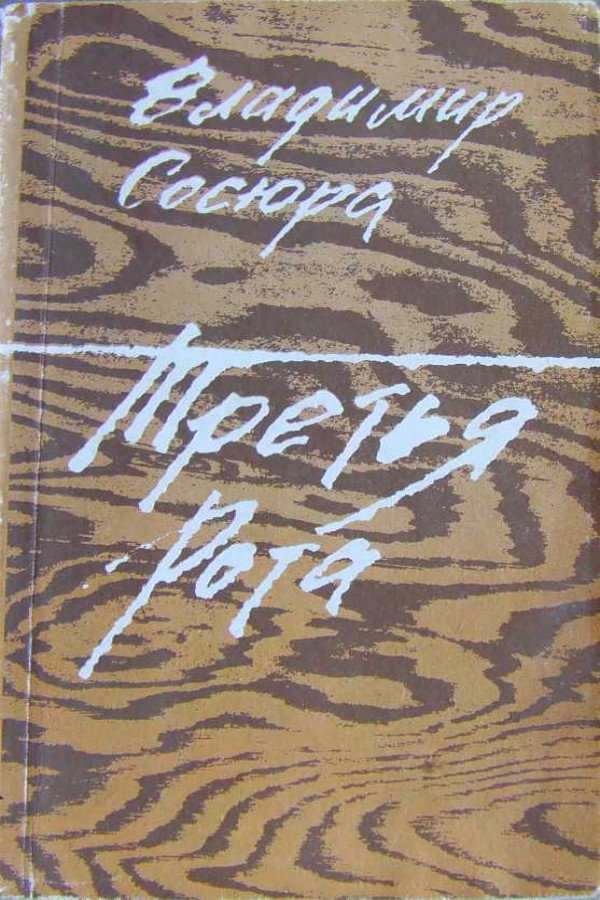 Владимир
Сосюра
Третья
Рота